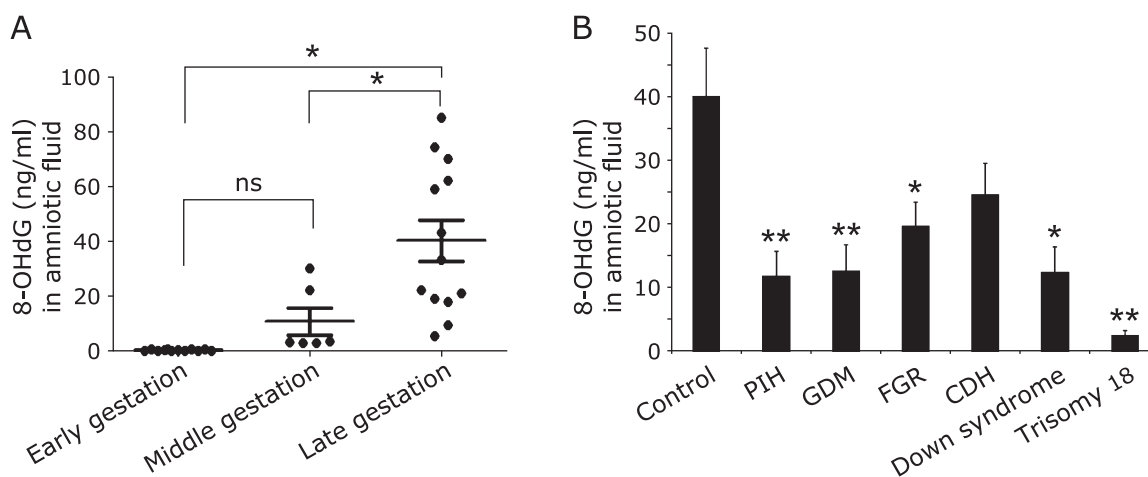 A
8-OHdG (ng/ml)
in amniotic fluid
100
80
60
40
20
0
*
*
ns
Early gestation
Middle gestation
Late gestation
B
8-OHdG (ng/ml)
in amniotic fluid
50
40
30
20
10
0
**
**
*
*
**
Control
PIH
GDM
FGR
CDH
Down syndrome
Trisomy 18